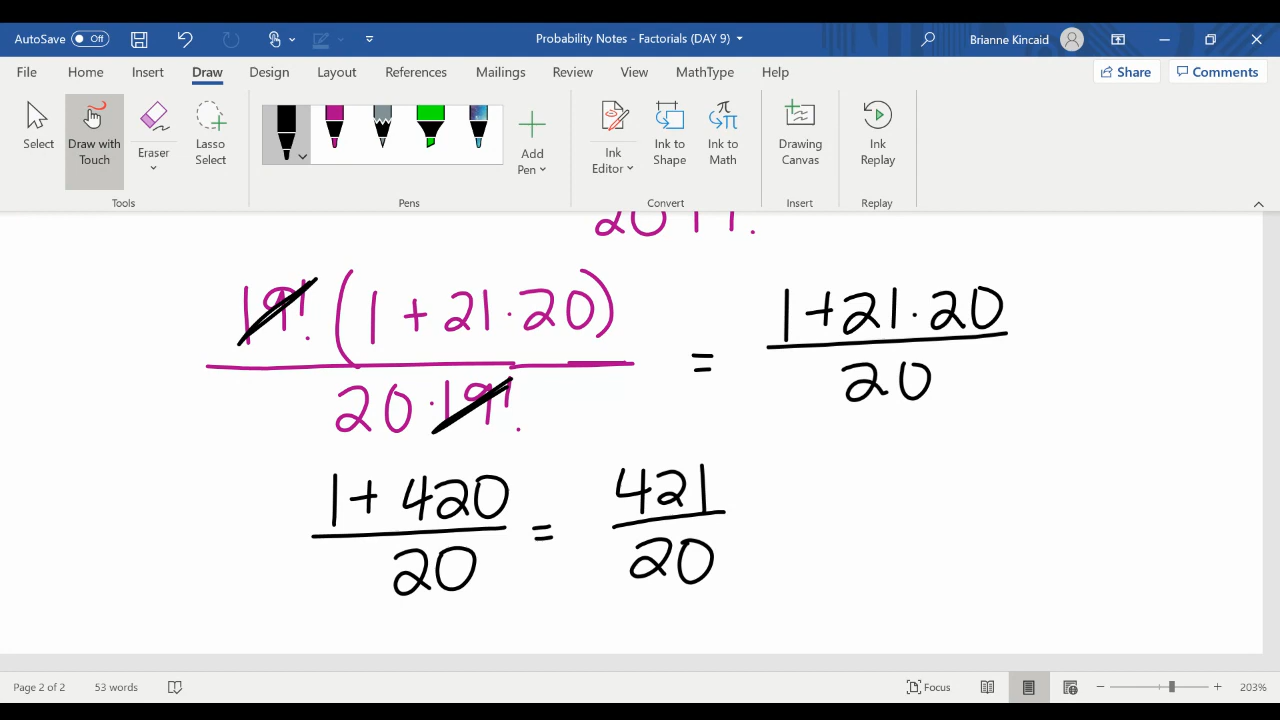 AutoSave Off Probability Notes - Factorials (DAY 9) Brianne Kincaid
File Home Insert Draw Design Layout References Mailings Review View MathType Help Share Comments
Select Draw with Touch Eraser Lasso Select Add Pen Ink Editor Ink to Shape Ink to Math Drawing Canvas Ink Replay
Tools Pens Convert Insert Replay
19! (1 + 21 · 20)
20 · 19!
=
1 + 21 · 20
20
1 + 420
20
=
421
20
Page 2 of 2 53 words Focus 203%